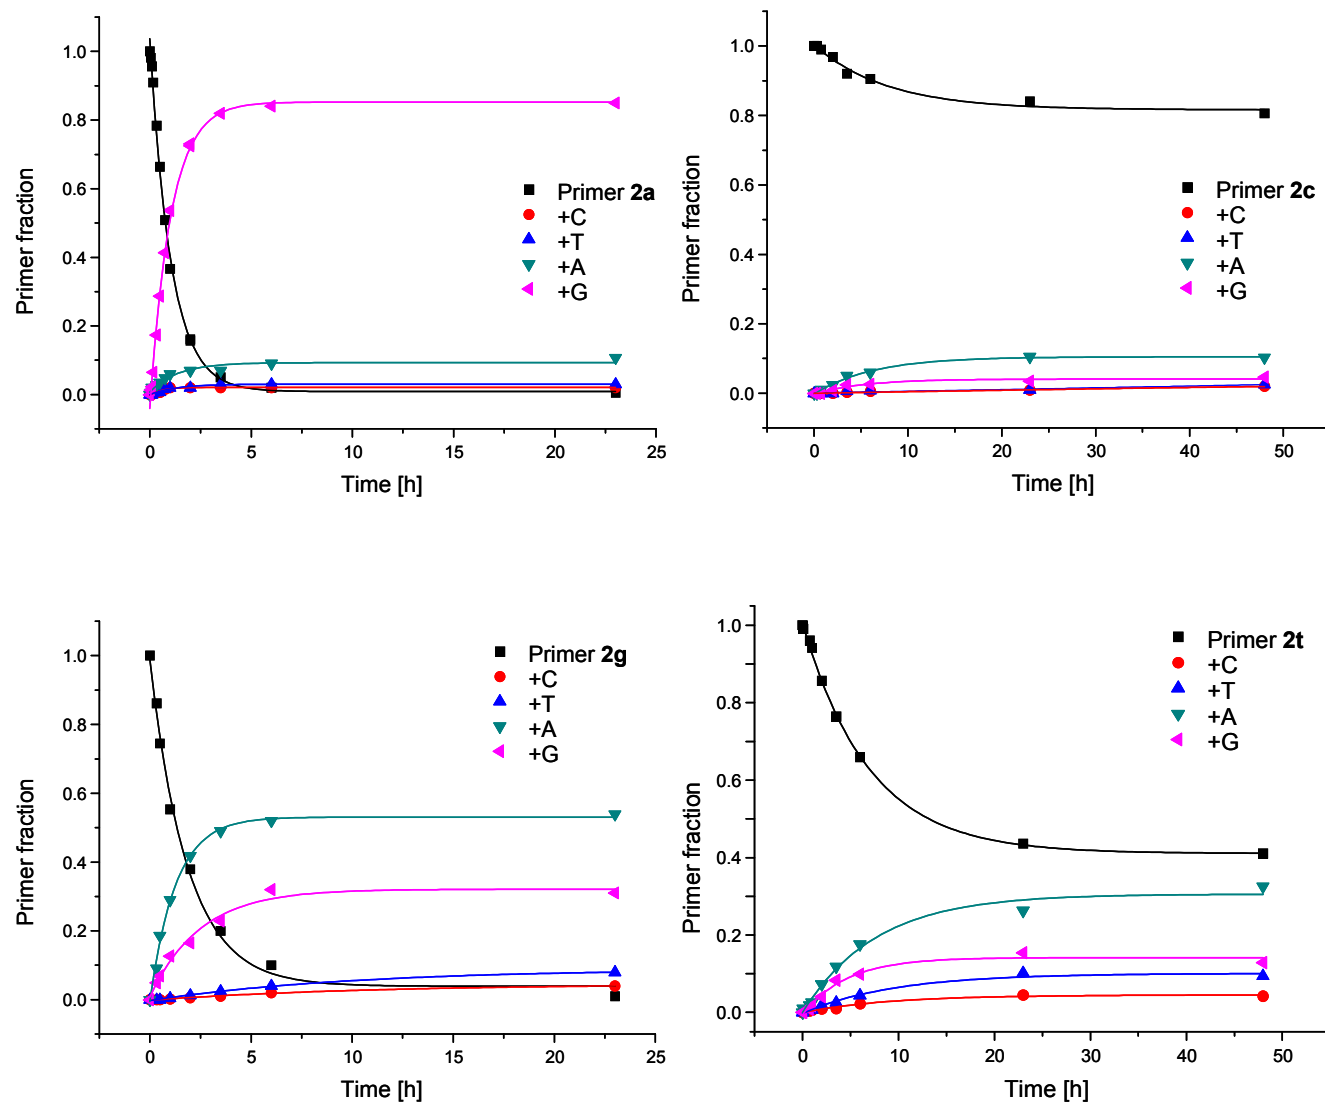 1.0
0.8
0.6
0.4
0.2
0.0
Primer fraction
Primer 2a
+C
+T
+A
+G
0 5 10 15 20 25
Time [h]
1.0
0.8
0.6
0.4
0.2
0.0
Primer fraction
Primer 2c
+C
+T
+A
+G
0 10 20 30 40 50
Time [h]
1.0
0.8
0.6
0.4
0.2
0.0
Primer fraction
Primer 2g
+C
+T
+A
+G
0 5 10 15 20 25
Time [h]
1.0
0.8
0.6
0.4
0.2
0.0
Primer fraction
Primer 2t
+C
+T
+A
+G
0 10 20 30 40 50
Time [h]